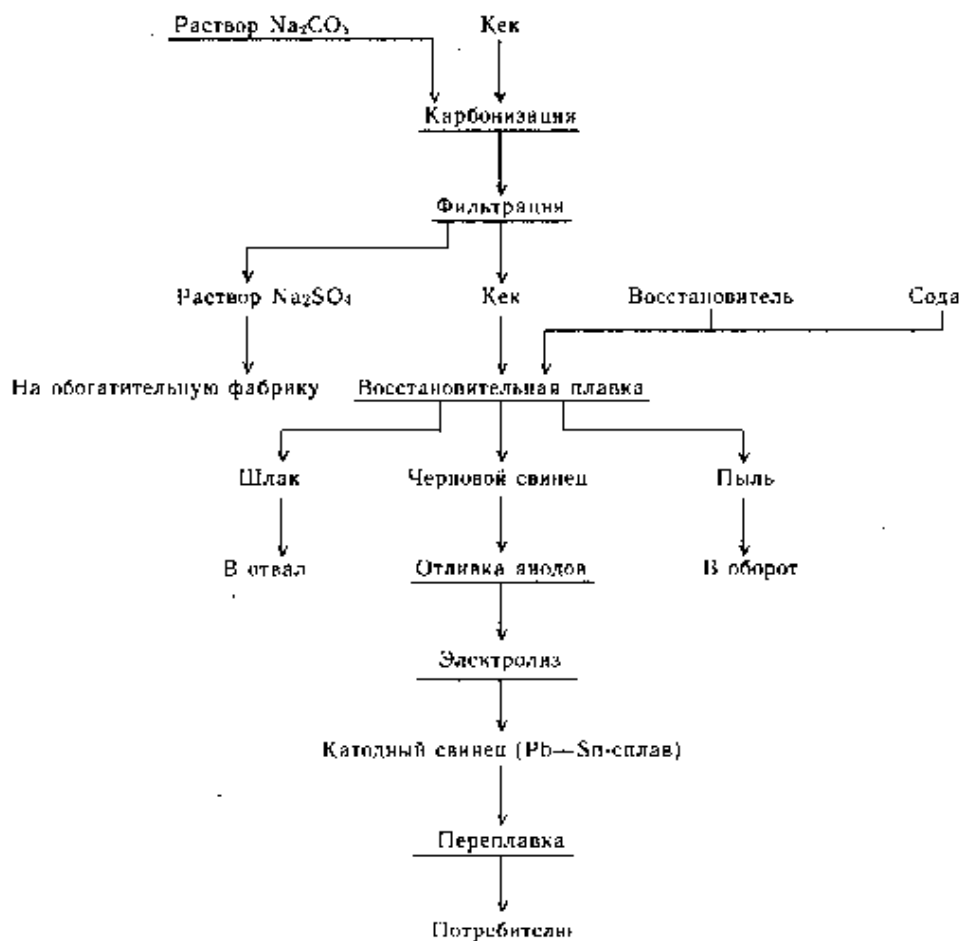 Раствор Na₂CO₃ Кек
Карбонизация
Фильтрация
Раствор Na₂SO₄ Кек Восстановитель Сода
На обогатительную фабрику Восстановительная плавка
Шлак Черновой свинец Пыль
В отвал Отливка анодов В оборот
Электролиз
Катодный свинец (Pb—Sn-сплав)
Переплавка
Потребителю